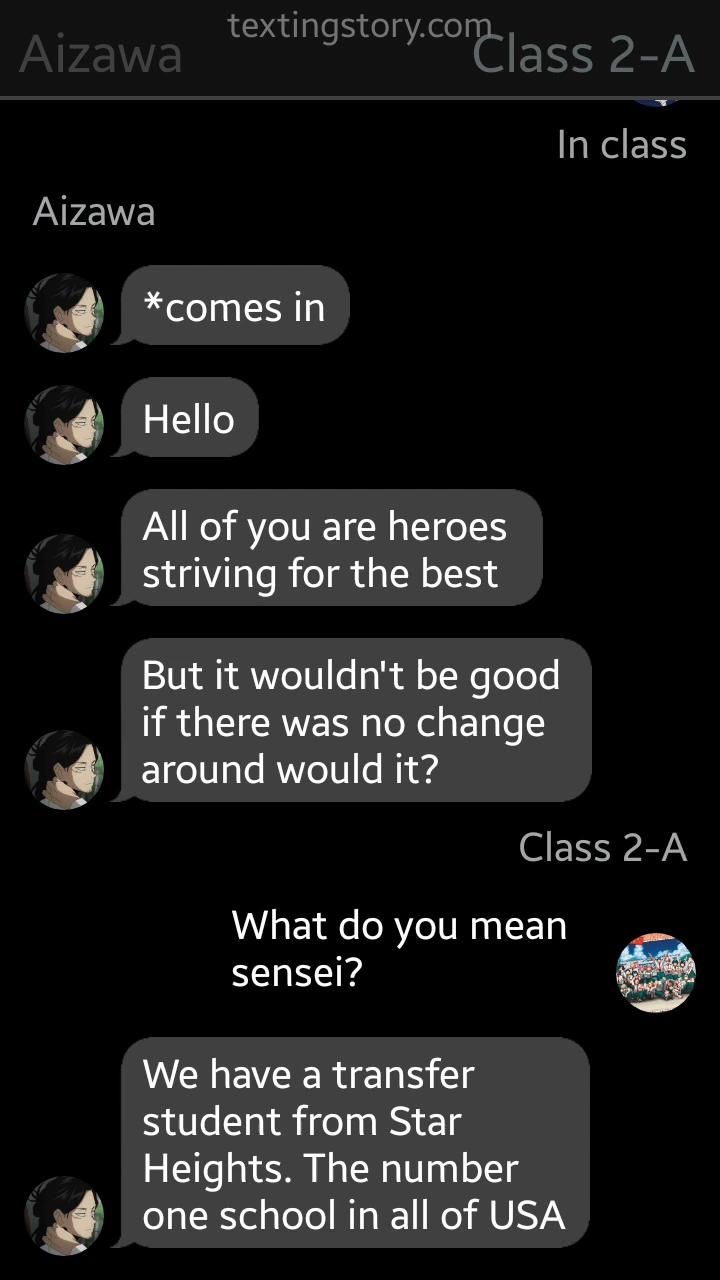 textingstory.com
Aizawa
Class 2-A
In class
Aizawa
*comes in
Hello
All of you are heroes
striving for the best
But it wouldn't be good
if there was no change
around would it?
Class 2-A
What do you mean
sensei?
We have a transfer
student from Star
Heights. The number
one school in all of USA